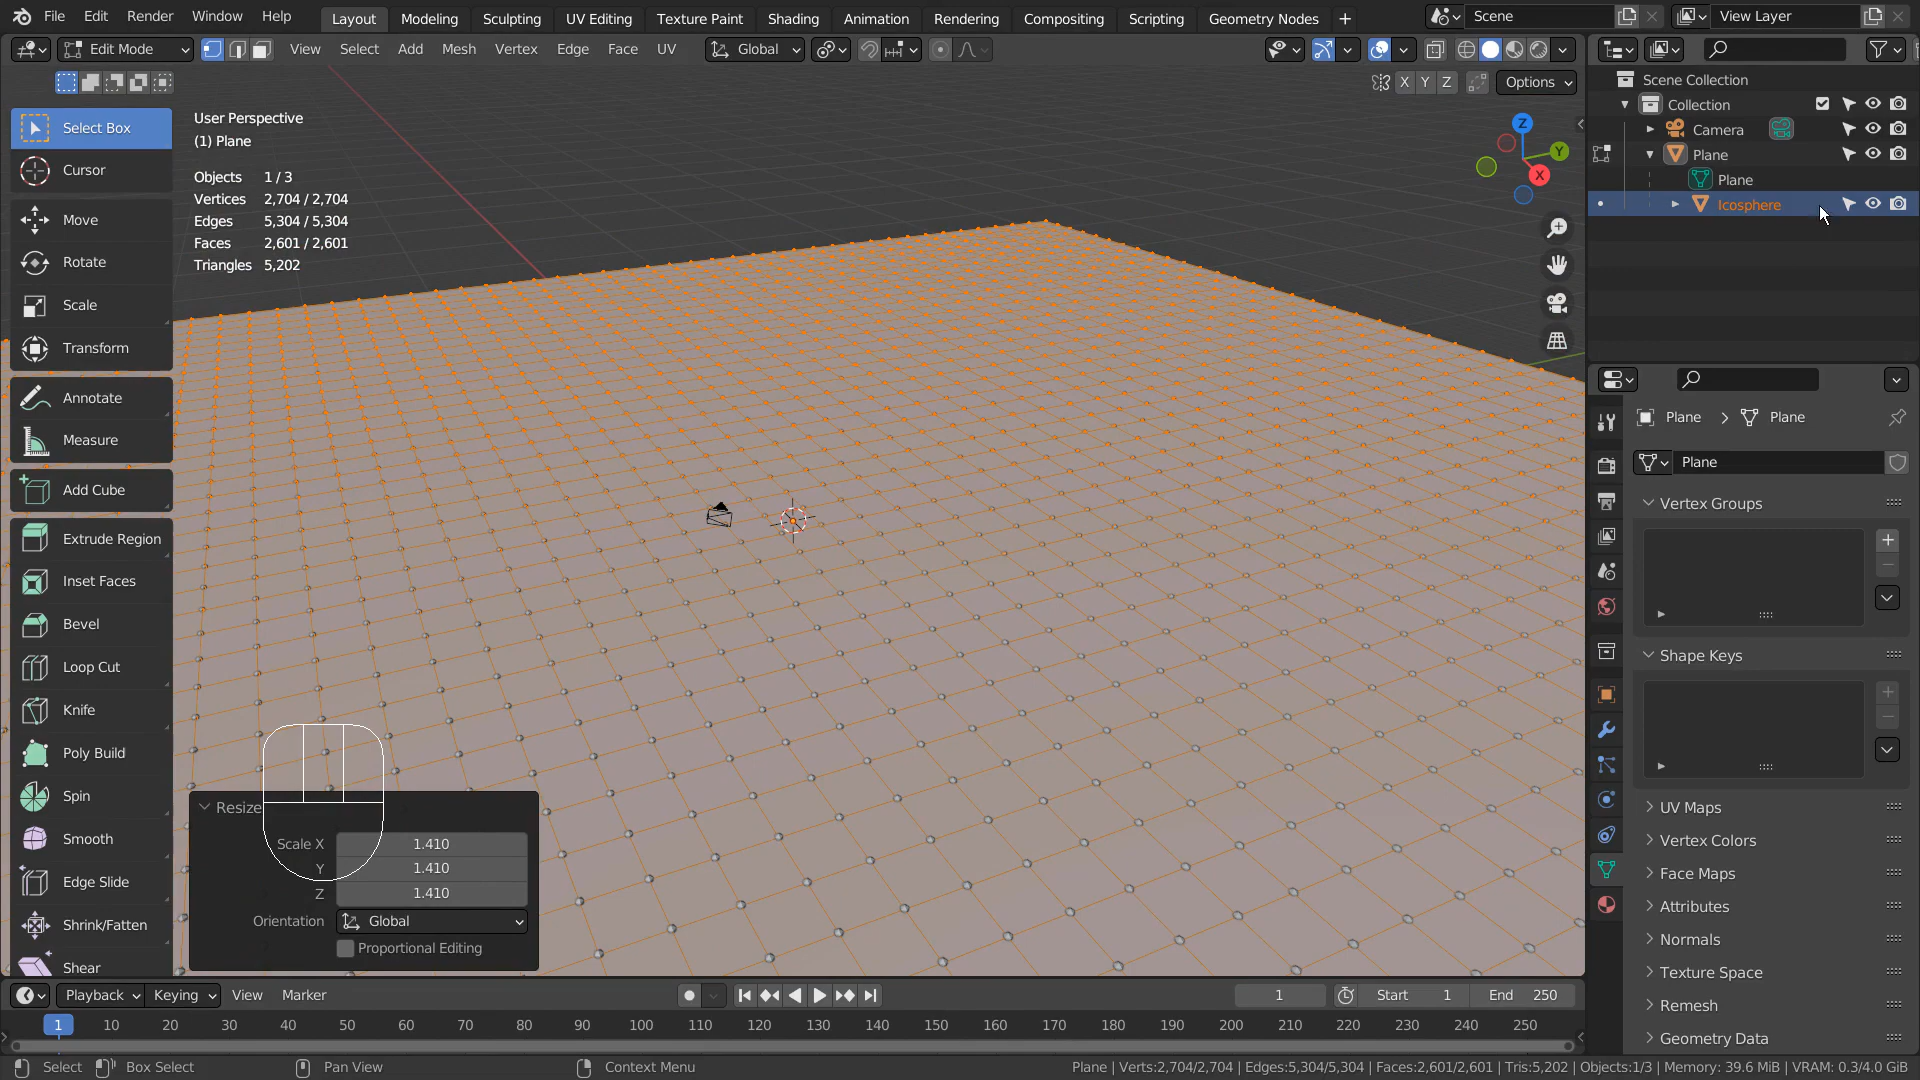 File Edit Render Window Help Layout Modeling Sculpting UV Editing Texture Paint Shading Animation Rendering Compositing Scripting Geometry Nodes + Scene View Layer
Edit Mode View Select Add Mesh Vertex Edge Face UV Global
X Y Z Options
Select Box
Cursor
Move
Rotate
Scale
Transform
Annotate
Measure
Add Cube
Extrude Region
Inset Faces
Bevel
Loop Cut
Knife
Poly Build
Spin
Smooth
Edge Slide
Shrink/Fatten
Shear
User Perspective
(1) Plane
Objects 1 / 3
Vertices 2,704 / 2,704
Edges 5,304 / 5,304
Faces 2,601 / 2,601
Triangles 5,202
Z
Y
X
Resize
Scale X 1.410
Y 1.410
Z 1.410
Orientation Global
Proportional Editing
Scene Collection
Collection
Camera
Plane
Plane
Icosphere
Plane > Plane
Plane
Vertex Groups
Shape Keys
UV Maps
Vertex Colors
Face Maps
Attributes
Normals
Texture Space
Remesh
Geometry Data
Playback Keying View Marker 1 Start 1 End 250
1 10 20 30 40 50 60 70 80 90 100 110 120 130 140 150 160 170 180 190 200 210 220 230 240 250
Select Box Select Pan View Context Menu Plane | Verts:2,704/2,704 | Edges:5,304/5,304 | Faces:2,601/2,601 | Tris:5,202 | Objects:1/3 | Memory: 39.6 MiB | VRAM: 0.3/4.0 GiB